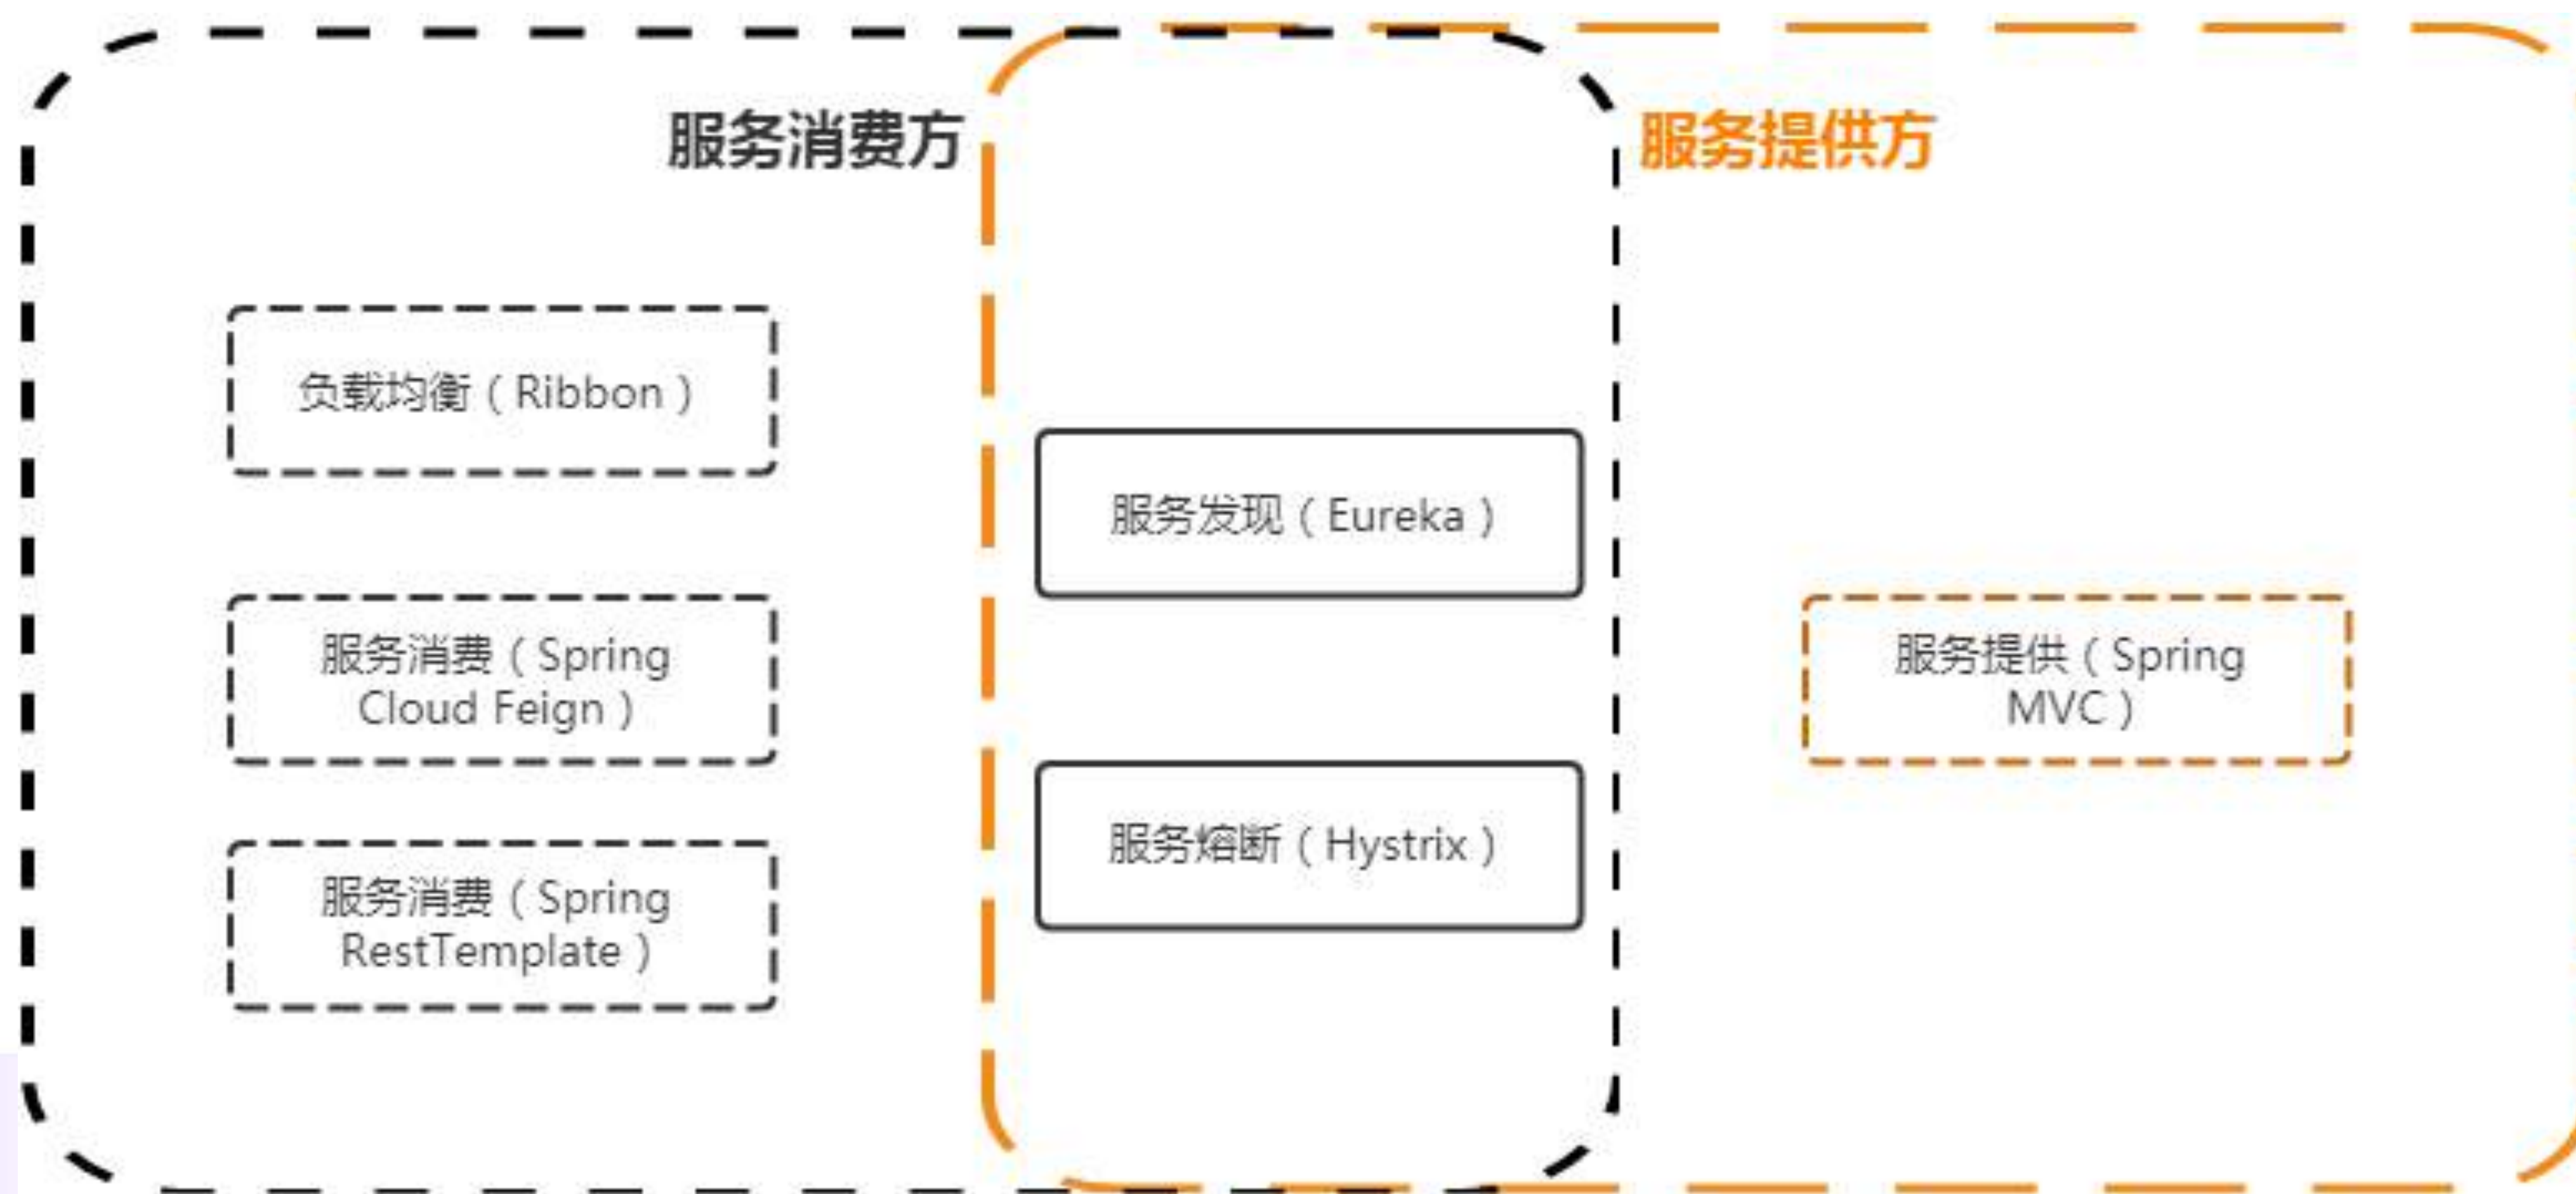 服务消费方
服务提供方
负载均衡（Ribbon）
服务发现（Eureka）
服务消费（Spring
Cloud Feign）
服务提供（Spring
MVC）
服务熔断（Hystrix）
服务消费（Spring
RestTemplate）